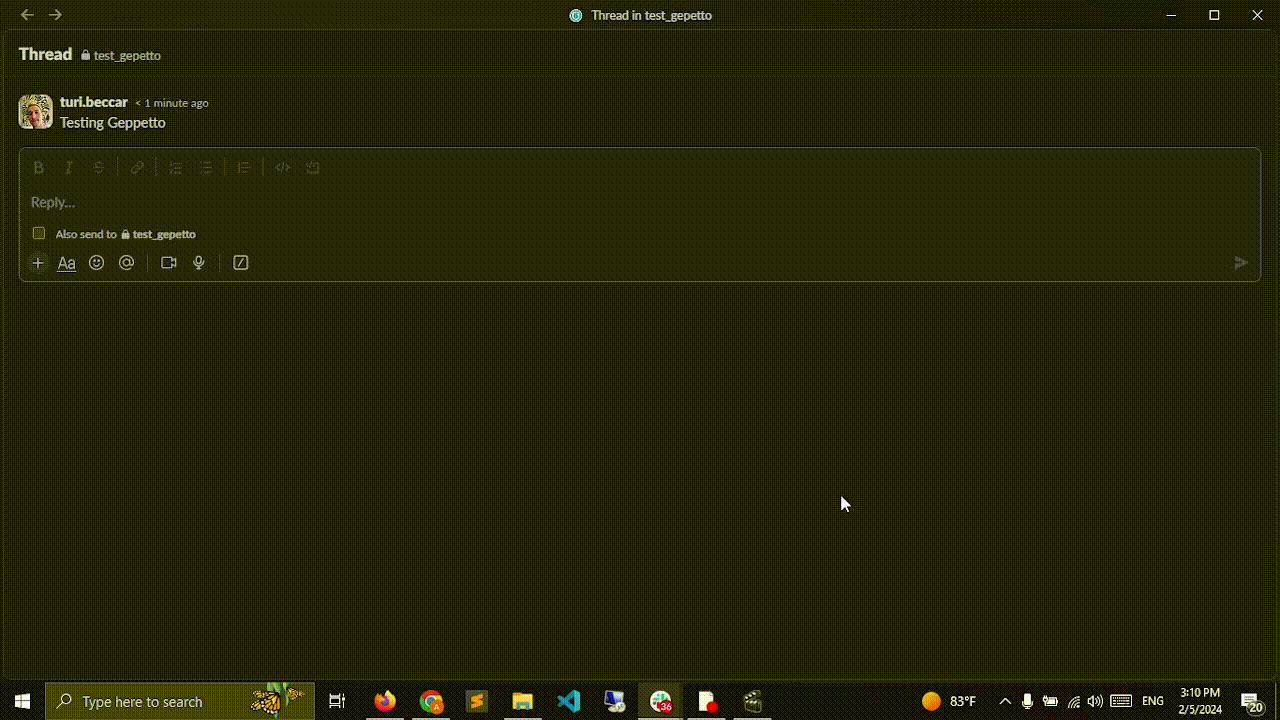 Thread in test_gepetto
Thread test_gepetto
turi.beccar < 1 minute ago
Testing Geppetto
B I S
Reply...
Also send to test_gepetto
Aa
Type here to search
A
36
83°F
ENG
3:10 PM
2/5/2024
20